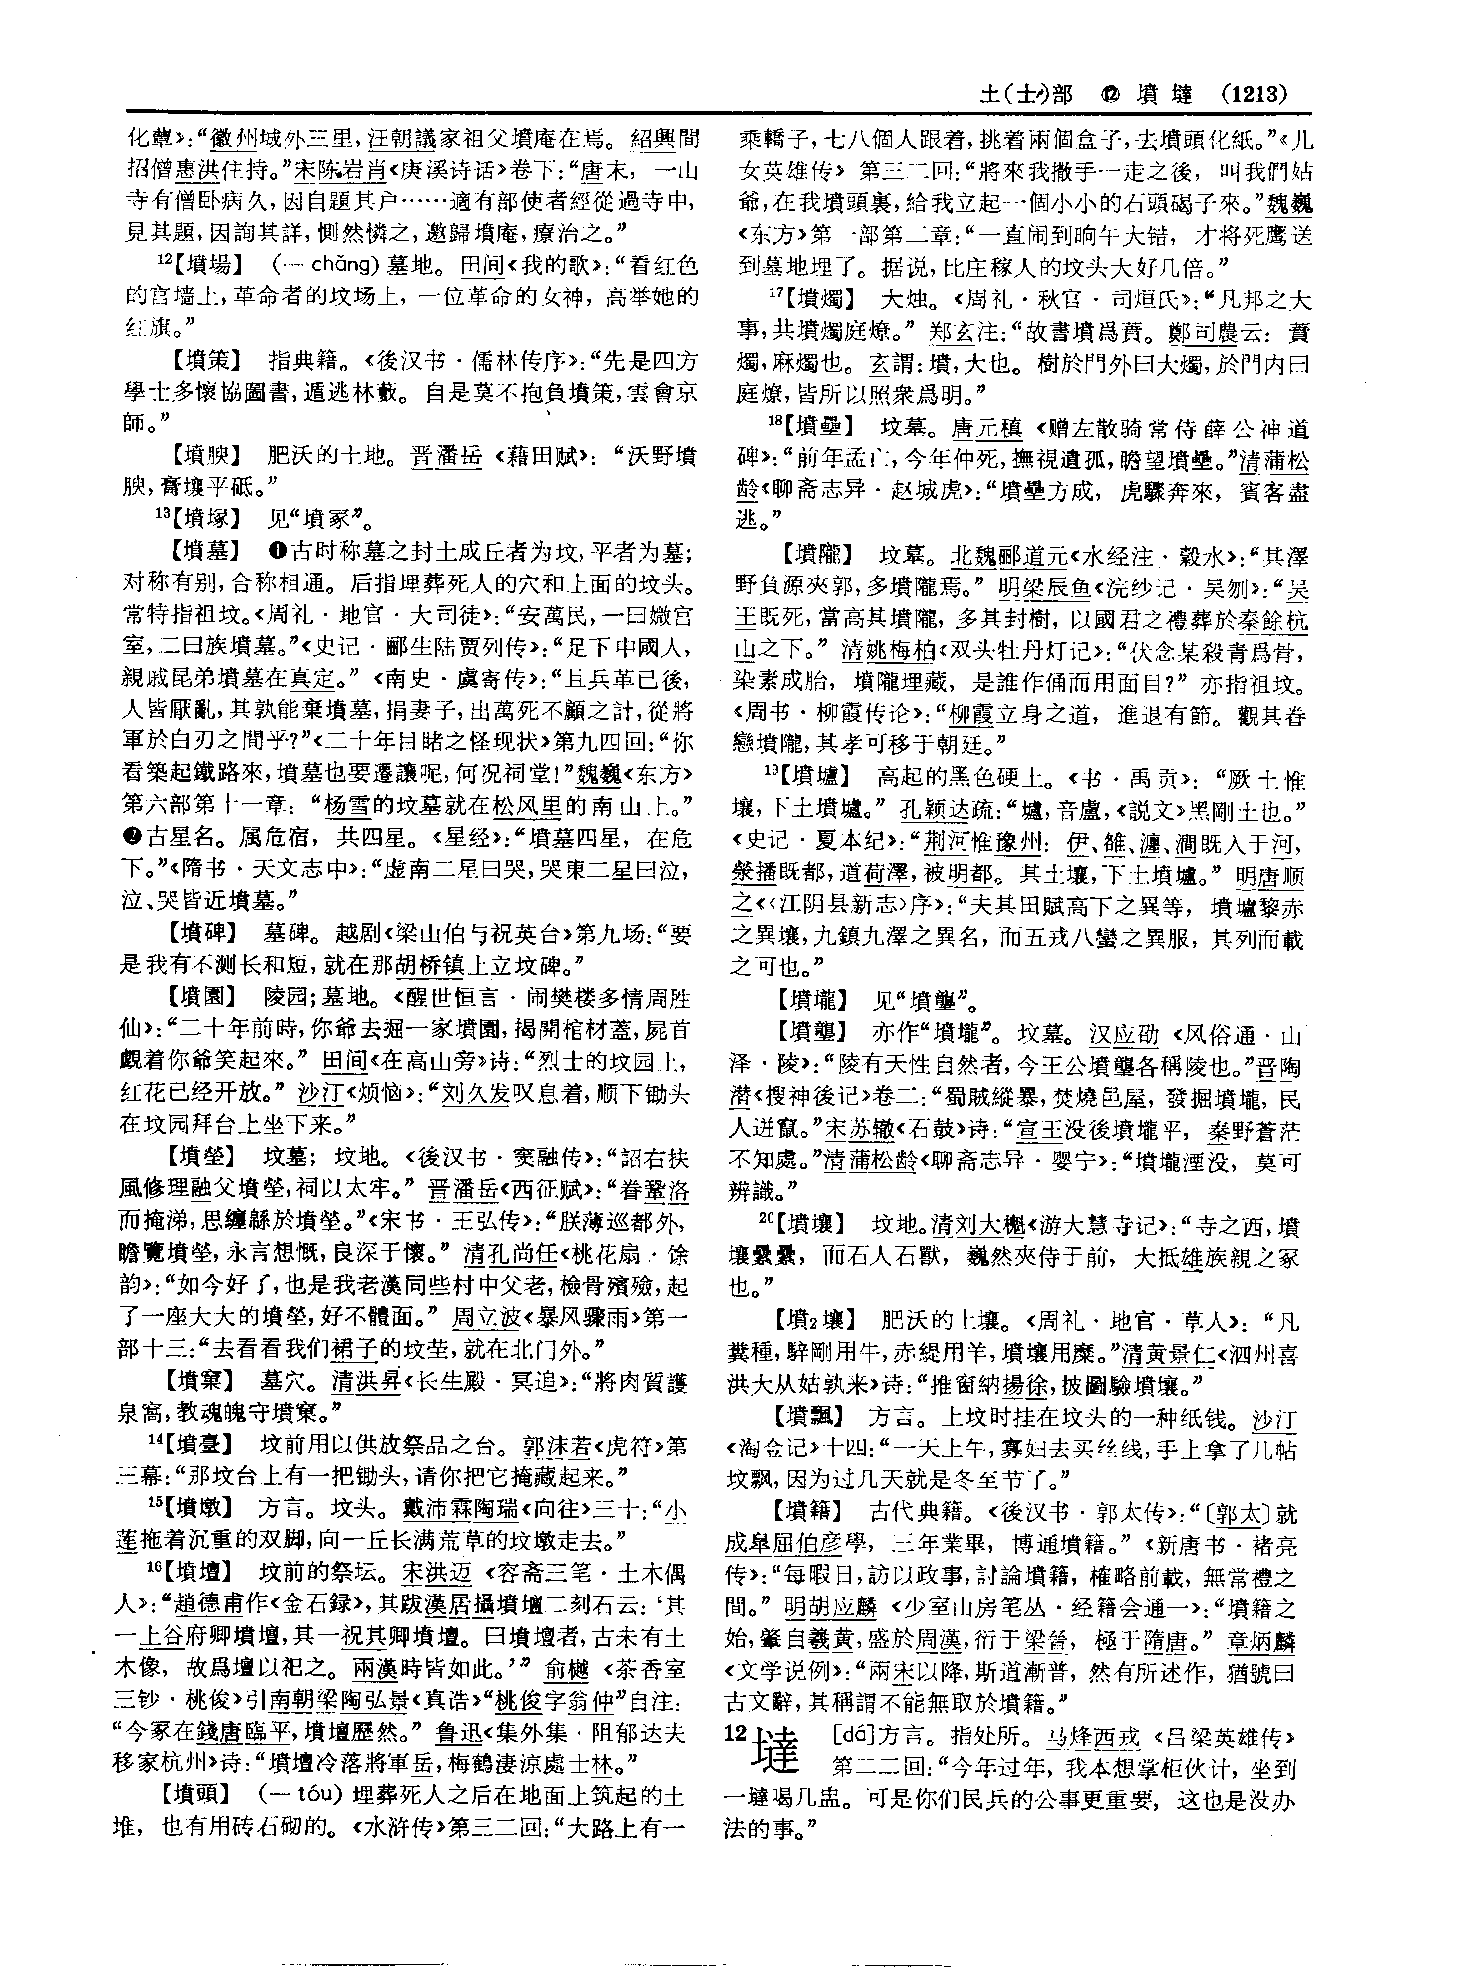 土(士)部 ⑫ 墳 墶 (1213)
化蕈》:“徽州域外三里,汪朝議家祖父墳庵在焉。紹興間
招僧惠洪住持。”宋陈岩肖《庚溪诗话》卷下:“唐末,一山
寺有僧卧病久,因自題其户……適有部使者經從過寺中,
見其題,因詢其詳,惻然憐之,邀歸墳庵,療治之。”
12【墳場】 (一 chǎng) 墓地。田间《我的歌》:“看红色
的宫墙上,革命者的坟场上,一位革命的女神,高举她的
红旗。”
【墳策】 指典籍。《後汉书·儒林传序》:“先是四方
學士多懷協圖書,遁逃林藪。自是莫不抱負墳策,雲會京
師。”
【墳腴】 肥沃的土地。晋潘岳《藉田赋》:“沃野墳
腴,膏壤平砥。”
13【墳塚】 见“墳冢”。
【墳墓】 ❶古时称墓之封土成丘者为坟,平者为墓;
对称有别,合称相通。后指埋葬死人的穴和上面的坟头。
常特指祖坟。《周礼·地官·大司徒》:“安萬民,一曰媺宫
室,二曰族墳墓。”《史记·郦生陆贾列传》:“足下中國人,
親戚昆弟墳墓在真定。”《南史·虞寄传》:“且兵革已後,
人皆厭亂,其孰能棄墳墓,捐妻子,出萬死不顧之計,從將
軍於白刃之間乎?”《二十年目睹之怪现状》第九四回:“你
看築起鐵路來,墳墓也要遷讓呢,何况祠堂!”魏巍《东方》
第六部第十一章:“杨雪的坟墓就在松风里的南山上。”
❷古星名。属危宿,共四星。《星经》:“墳墓四星,在危
下。”《隋书·天文志中》:“虚南二星曰哭,哭東二星曰泣,
泣、哭皆近墳墓。”
【墳碑】 墓碑。越剧《梁山伯与祝英台》第九场:“要
是我有不测长和短,就在那胡桥镇上立坟碑。”
【墳園】 陵园;墓地。《醒世恒言·闹樊楼多情周胜
仙》:“二十年前時,你爺去掘一家墳園,揭開棺材蓋,屍首
覷着你爺笑起來。”田间《在高山旁》诗:“烈士的坟园上,
红花已经开放。”沙汀《烦恼》:“刘久发叹息着,顺下锄头
在坟园拜台上坐下来。”
【墳塋】 坟墓;坟地。《後汉书·窦融传》:“詔右扶
風修理融父墳塋,祠以太牢。”晋潘岳《西征赋》:“眷鞏洛
而掩涕,思纏緜於墳塋。”《宋书·王弘传》:“朕薄巡都外,
瞻覽墳塋,永言想慨,良深于懷。”清孔尚任《桃花扇·馀
韵》:“如今好了,也是我老漢同些村中父老,檢骨殯殮,起
了一座大大的墳塋,好不體面。”周立波《暴风骤雨》第一
部十三:“去看看我们裙子的坟茔,就在北门外。”
【墳窠】 墓穴。清洪昇《长生殿·冥追》:“將肉質護
泉窩,教魂魄守墳窠。”
14【墳臺】 坟前用以供放祭品之台。郭沫若《虎符》第
三幕:“那坟台上有一把锄头,请你把它掩藏起来。”
15【墳墩】 方言。坟头。戴沛霖陶瑞《向往》三十:“小
莲拖着沉重的双脚,向一丘长满荒草的坟墩走去。”
16【墳壇】 坟前的祭坛。宋洪迈《容斋三笔·土木偶
人》:“趙德甫作《金石録》,其跋漢居攝墳壇二刻石云:‘其
一上谷府卿墳壇,其一祝其卿墳壇。曰墳壇者,古未有土
木像,故爲壇以祀之。兩漢時皆如此。’”俞樾《茶香室
三钞·桃俊》引南朝梁陶弘景《真诰》“桃俊字翁仲”自注:
“今冢在錢唐臨平,墳壇歷然。”鲁迅《集外集·阻郁达夫
移家杭州》诗:“墳壇冷落將軍岳,梅鶴淒涼處士林。”
【墳頭】 (一 tóu) 埋葬死人之后在地面上筑起的土
堆,也有用砖石砌的。《水浒传》第三二回:“大路上有一
乘轎子,七八個人跟着,挑着兩個盒子,去墳頭化紙。”《儿
女英雄传》第三二回:“將來我撒手一走之後,叫我們姑
爺,在我墳頭裏,給我立起一個小小的石頭碣子來。”魏巍
《东方》第一部第二章:“一直闹到晌午大错,才将死鹰送
到墓地埋了。据说,比庄稼人的坟头大好几倍。”
17【墳燭】 大烛。《周礼·秋官·司烜氏》:“凡邦之大
事,共墳燭庭燎。”郑玄注:“故書墳爲蕡。鄭司農云:蕡
燭,麻燭也。玄謂:墳,大也。樹於門外曰大燭,於門内曰
庭燎,皆所以照衆爲明。”
18【墳壘】 坟墓。唐元稹《赠左散骑常侍薛公神道
碑》:“前年孟亡,今年仲死,撫視遺孤,瞻望墳壘。”清蒲松
龄《聊斋志异·赵城虎》:“墳壘方成,虎驟奔來,賓客盡
逃。”
【墳隴】 坟墓。北魏郦道元《水经注·穀水》:“其澤
野負源夾郭,多墳隴焉。”明梁辰鱼《浣纱记·吴刎》:“吴
王既死,當高其墳隴,多其封樹,以國君之禮葬於秦餘杭
山之下。”清姚梅柏《双头牡丹灯记》:“伏念某殺青爲骨,
染素成胎,墳隴埋藏,是誰作俑而用面目?”亦指祖坟。
《周书·柳霞传论》:“柳霞立身之道,進退有節。觀其眷
戀墳隴,其孝可移于朝廷。”
19【墳壚】 高起的黑色硬土。《书·禹贡》:“厥土惟
壤,下土墳壚。”孔颖达疏:“壚,音盧,《説文》黑剛土也。”
《史记·夏本纪》:“荆河惟豫州:伊、雒、瀍、澗既入于河,
滎播既都,道荷澤,被明都。其土壤,下土墳壚。”明唐顺
之《〈江阴县新志〉序》:“夫其田賦高下之異等,墳壚黎赤
之異壤,九鎮九澤之異名,而五戎八蠻之異服,其列而載
之可也。”
【墳壠】 见“墳壟”。
【墳壟】 亦作“墳壠”。坟墓。汉应劭《风俗通·山
泽·陵》:“陵有天性自然者,今王公墳壟各稱陵也。”晋陶
潜《搜神後记》卷二:“蜀賊縱暴,焚燒邑屋,發掘墳壠,民
人迸竄。”宋苏辙《石鼓》诗:“宣王没後墳壠平,秦野蒼茫
不知處。”清蒲松龄《聊斋志异·婴宁》:“墳壠湮没,莫可
辨識。”
20【墳壤】 坟地。清刘大櫆《游大慧寺记》:“寺之西,墳
壤纍纍,而石人石獸,巍然夾侍于前,大抵雄族親之冢
也。”
【墳2壤】 肥沃的土壤。《周礼·地官·草人》:“凡
糞種,騂剛用牛,赤緹用羊,墳壤用麋。”清黄景仁《泗州喜
洪大从姑孰来》诗:“推窗納揚徐,披圖驗墳壤。”
【墳飄】 方言。上坟时挂在坟头的一种纸钱。沙汀
《淘金记》十四:“一天上午,寡妇去买丝线,手上拿了几帖
坟飘,因为过几天就是冬至节了。”
【墳籍】 古代典籍。《後汉书·郭太传》:“〔郭太〕就
成皋屈伯彦學,三年業畢,博通墳籍。”《新唐书·褚亮
传》:“每暇日,訪以政事,討論墳籍,榷略前載,無常禮之
間。”明胡应麟《少室山房笔丛·经籍会通一》:“墳籍之
始,肇自羲黄,盛於周漢,衍于梁晉,極于隋唐。”章炳麟
《文学说例》:“兩宋以降,斯道漸普,然有所述作,猶號曰
古文辭,其稱謂不能無取於墳籍。”
12墶 [dá]方言。指处所。马烽西戎《吕梁英雄传》
第二二回:“今年过年,我本想掌柜伙计,坐到
一墶喝几盅。可是你们民兵的公事更重要,这也是没办
法的事。”